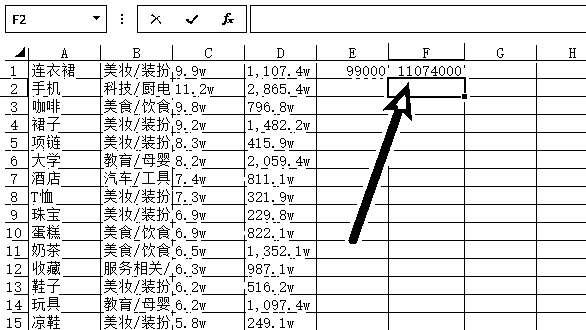 F2 fx
A B C D E F G H
1 连衣裙 美妆/装扮 9.9w 1,107.4w 99000 11074000
2 手机 科技/厨电 11.2w 2,865.4w
3 咖啡 美食/饮食 9.8w 796.8w
4 裙子 美妆/装扮 9.2w 1,482.2w
5 项链 美妆/装扮 8.3w 415.9w
6 大学 教育/母婴 8.2w 2,059.4w
7 酒店 汽车/工具 7.4w 811.1w
8 T恤 美妆/装扮 7.3w 321.9w
9 珠宝 美妆/装扮 6.9w 229.8w
10 蛋糕 美食/饮食 6.9w 822.1w
11 奶茶 美食/饮食 6.5w 1,352.1w
12 收藏 服务相关/ 6.3w 987.1w
13 鞋子 美妆/装扮 6.2w 516.2w
14 玩具 教育/母婴 6.2w 1,097.4w
15 凉鞋 美妆/装扮 5.8w 249.1w